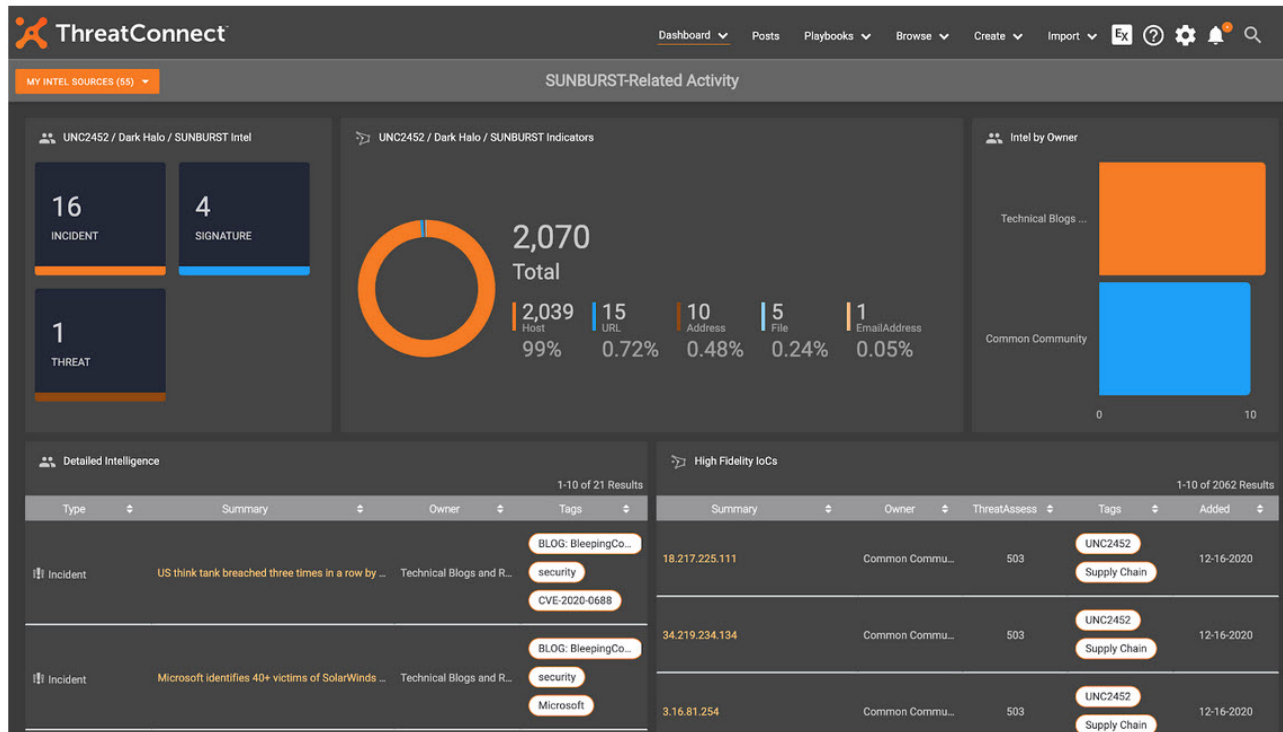 ThreatConnect
Dashboard Posts Playbooks Browse Create Import Ex
MY INTEL SOURCES (55)
SUNBURST-Related Activity
UNC2452 / Dark Halo / SUNBURST Intel
16
INCIDENT
4
SIGNATURE
1
THREAT
UNC2452 / Dark Halo / SUNBURST Indicators
2,070
Total
2,039 15 10 5 1
Host URL Address File EmailAddress
99% 0.72% 0.48% 0.24% 0.05%
Intel by Owner
Technical Blogs ...
Common Community
0 10
Detailed Intelligence
1-10 of 21 Results
Type Summary Owner Tags
Incident US think tank breached three times in a row by ... Technical Blogs and R...
BLOG: BleepingCo...
security
CVE-2020-0688
Incident Microsoft identifies 40+ victims of SolarWinds ... Technical Blogs and R...
BLOG: BleepingCo...
security
Microsoft
High Fidelity IoCs
1-10 of 2062 Results
Summary Owner ThreatAssess Tags Added
18.217.225.111 Common Commu... 503 12-16-2020
UNC2452
Supply Chain
34.219.234.134 Common Commu... 503 12-16-2020
UNC2452
Supply Chain
3.16.81.254 Common Commu... 503 12-16-2020
UNC2452
Supply Chain